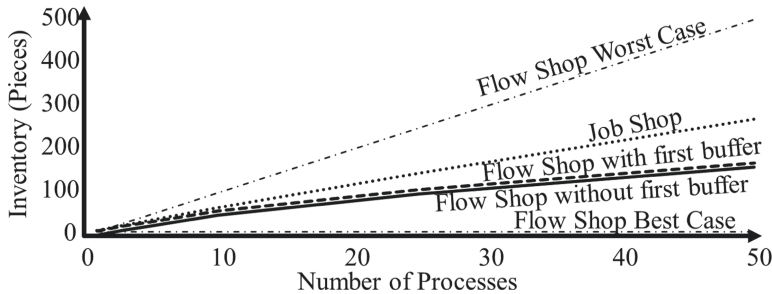 500
400
300
200
100
0
Inventory (Pieces)
Flow Shop Worst Case
Job Shop
Flow Shop with first buffer
Flow Shop without first buffer
Flow Shop Best Case
0 10 20 30 40 50
Number of Processes